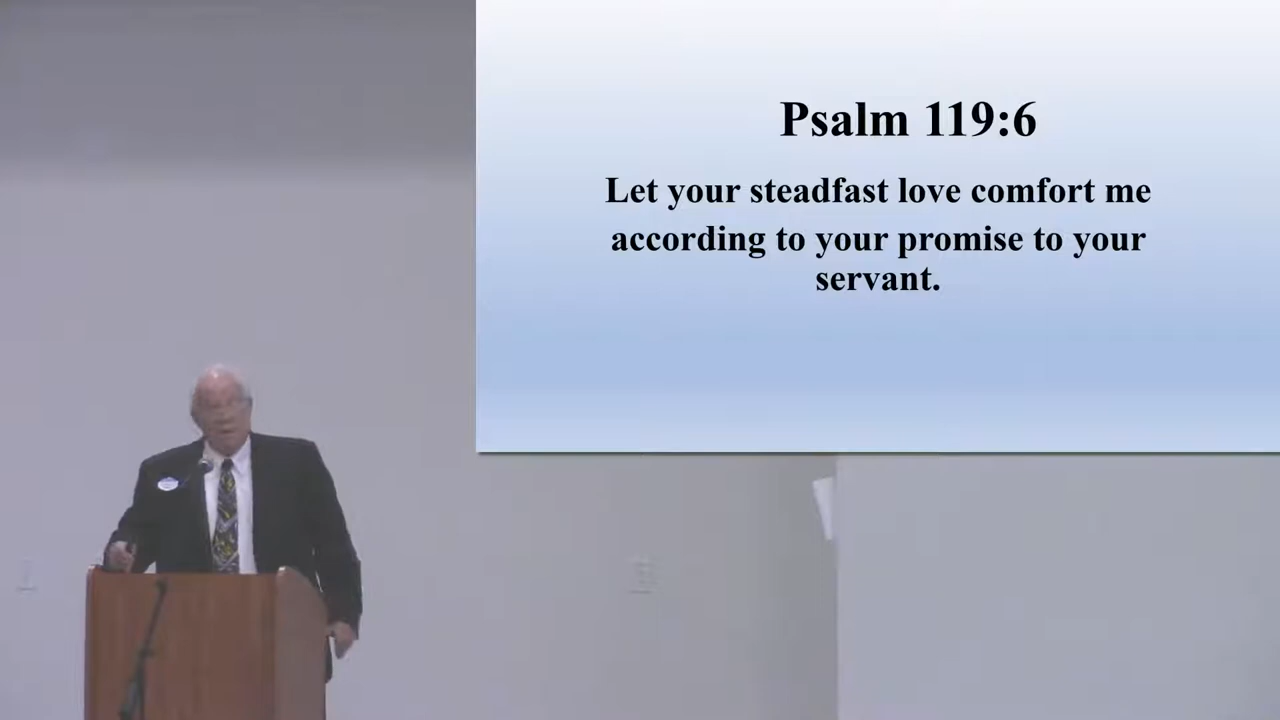 Psalm 119:6
Let your steadfast love comfort me
according to your promise to your
servant.